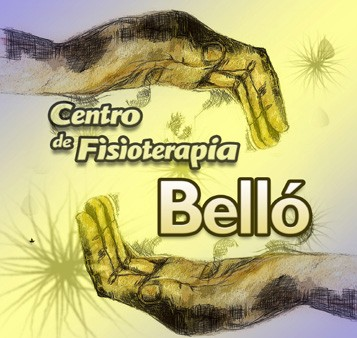 Centro
de Fisioterapia
Belló